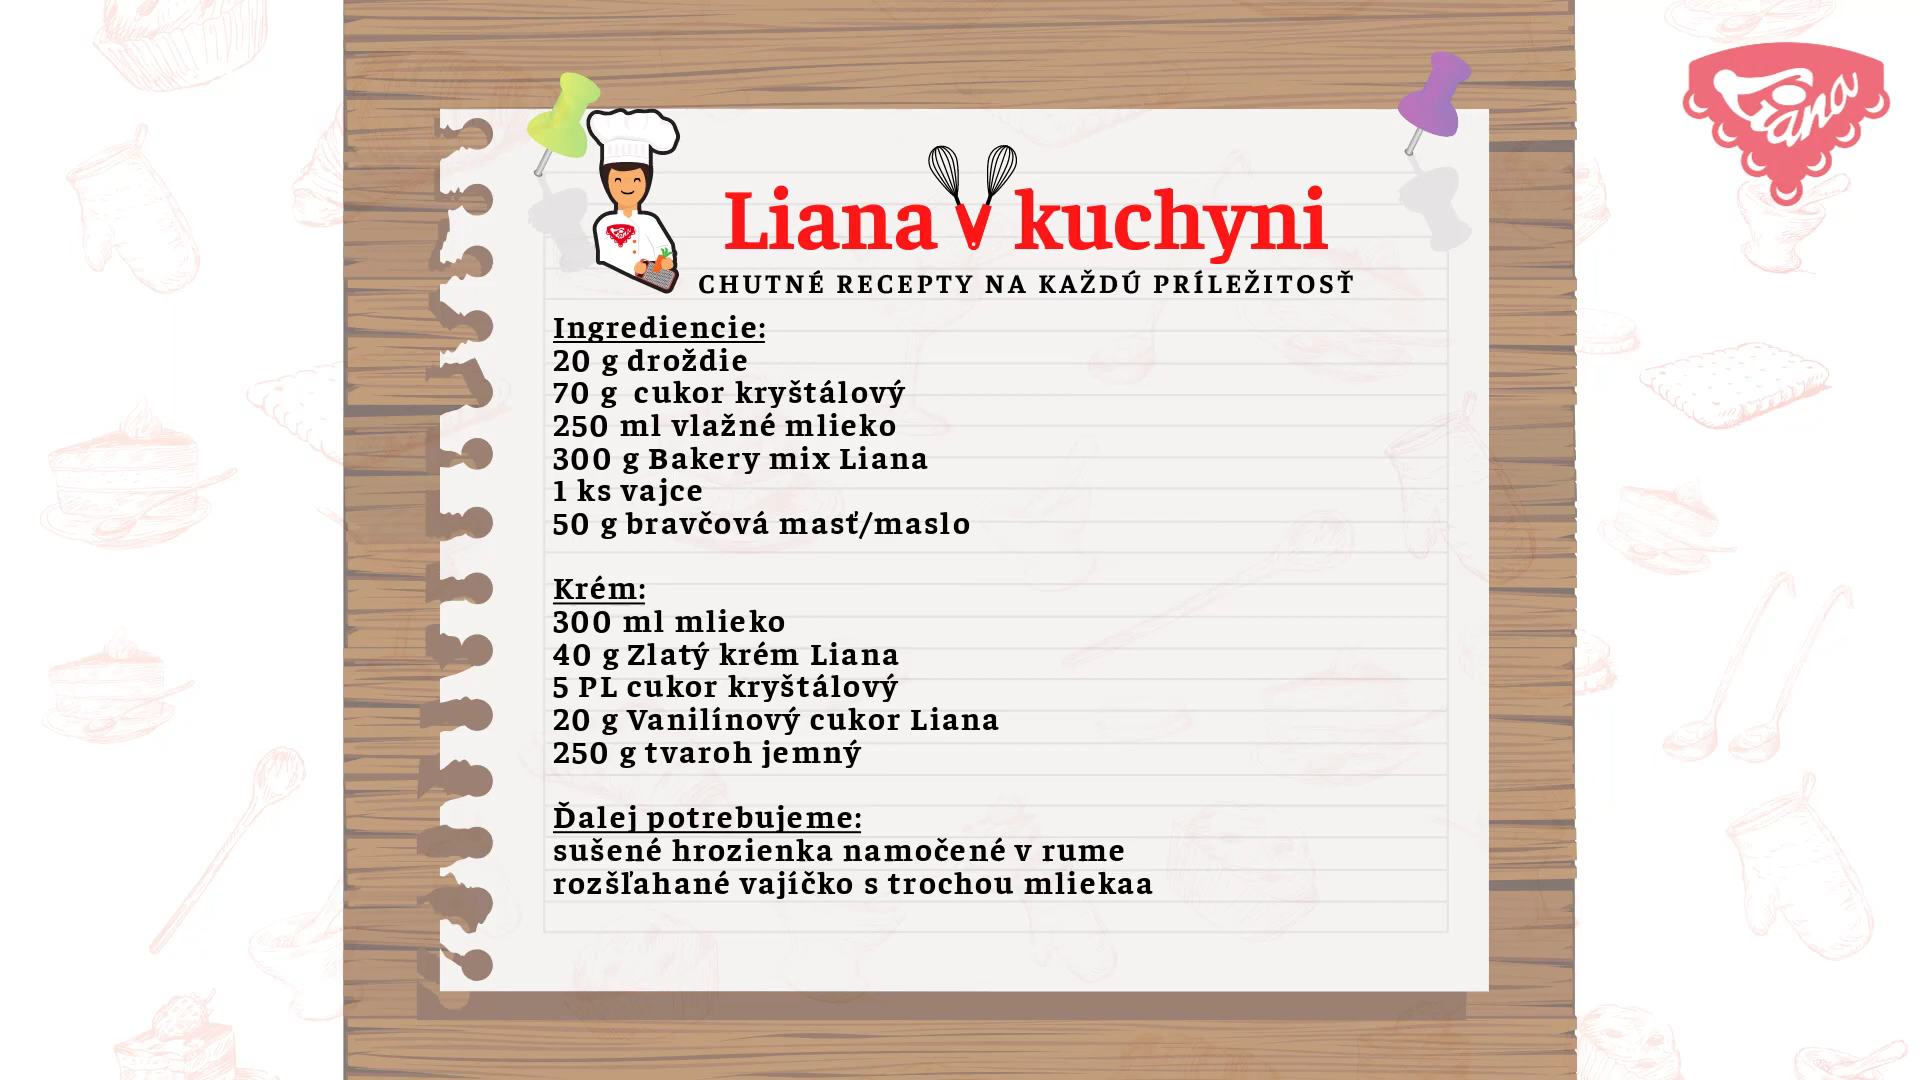 Liana
Liana V kuchyni
CHUTNÉ RECEPTY NA KAŽDÚ PRÍLEŽITOSŤ
Ingrediencie:
20 g droždie
70 g cukor kryštálový
250 ml vlažné mlieko
300 g Bakery mix Liana
1 ks vajce
50 g bravčová masť/maslo
Krém:
300 ml mlieko
40 g Zlatý krém Liana
5 PL cukor kryštálový
20 g Vanilínový cukor Liana
250 g tvaroh jemný
Ďalej potrebujeme:
sušené hrozienka namočené v rume
rozšľahané vajíčko s trochou mliekaa